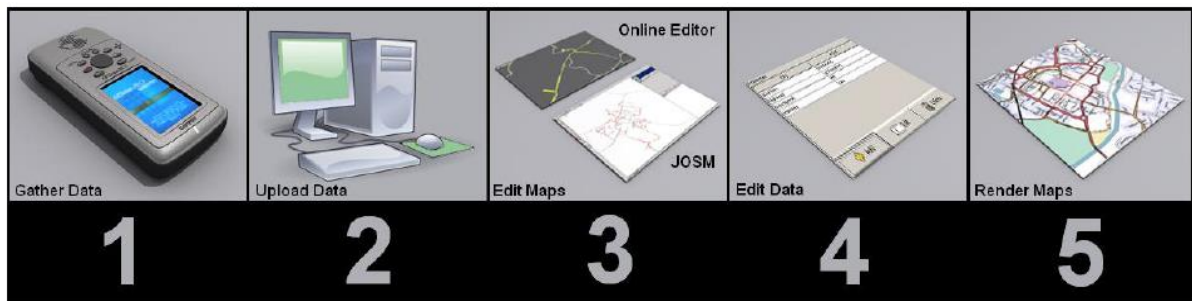 Gather Data
Upload Data
Online Editor
JOSM
Edit Maps
Edit Data
Render Maps
1
2
3
4
5